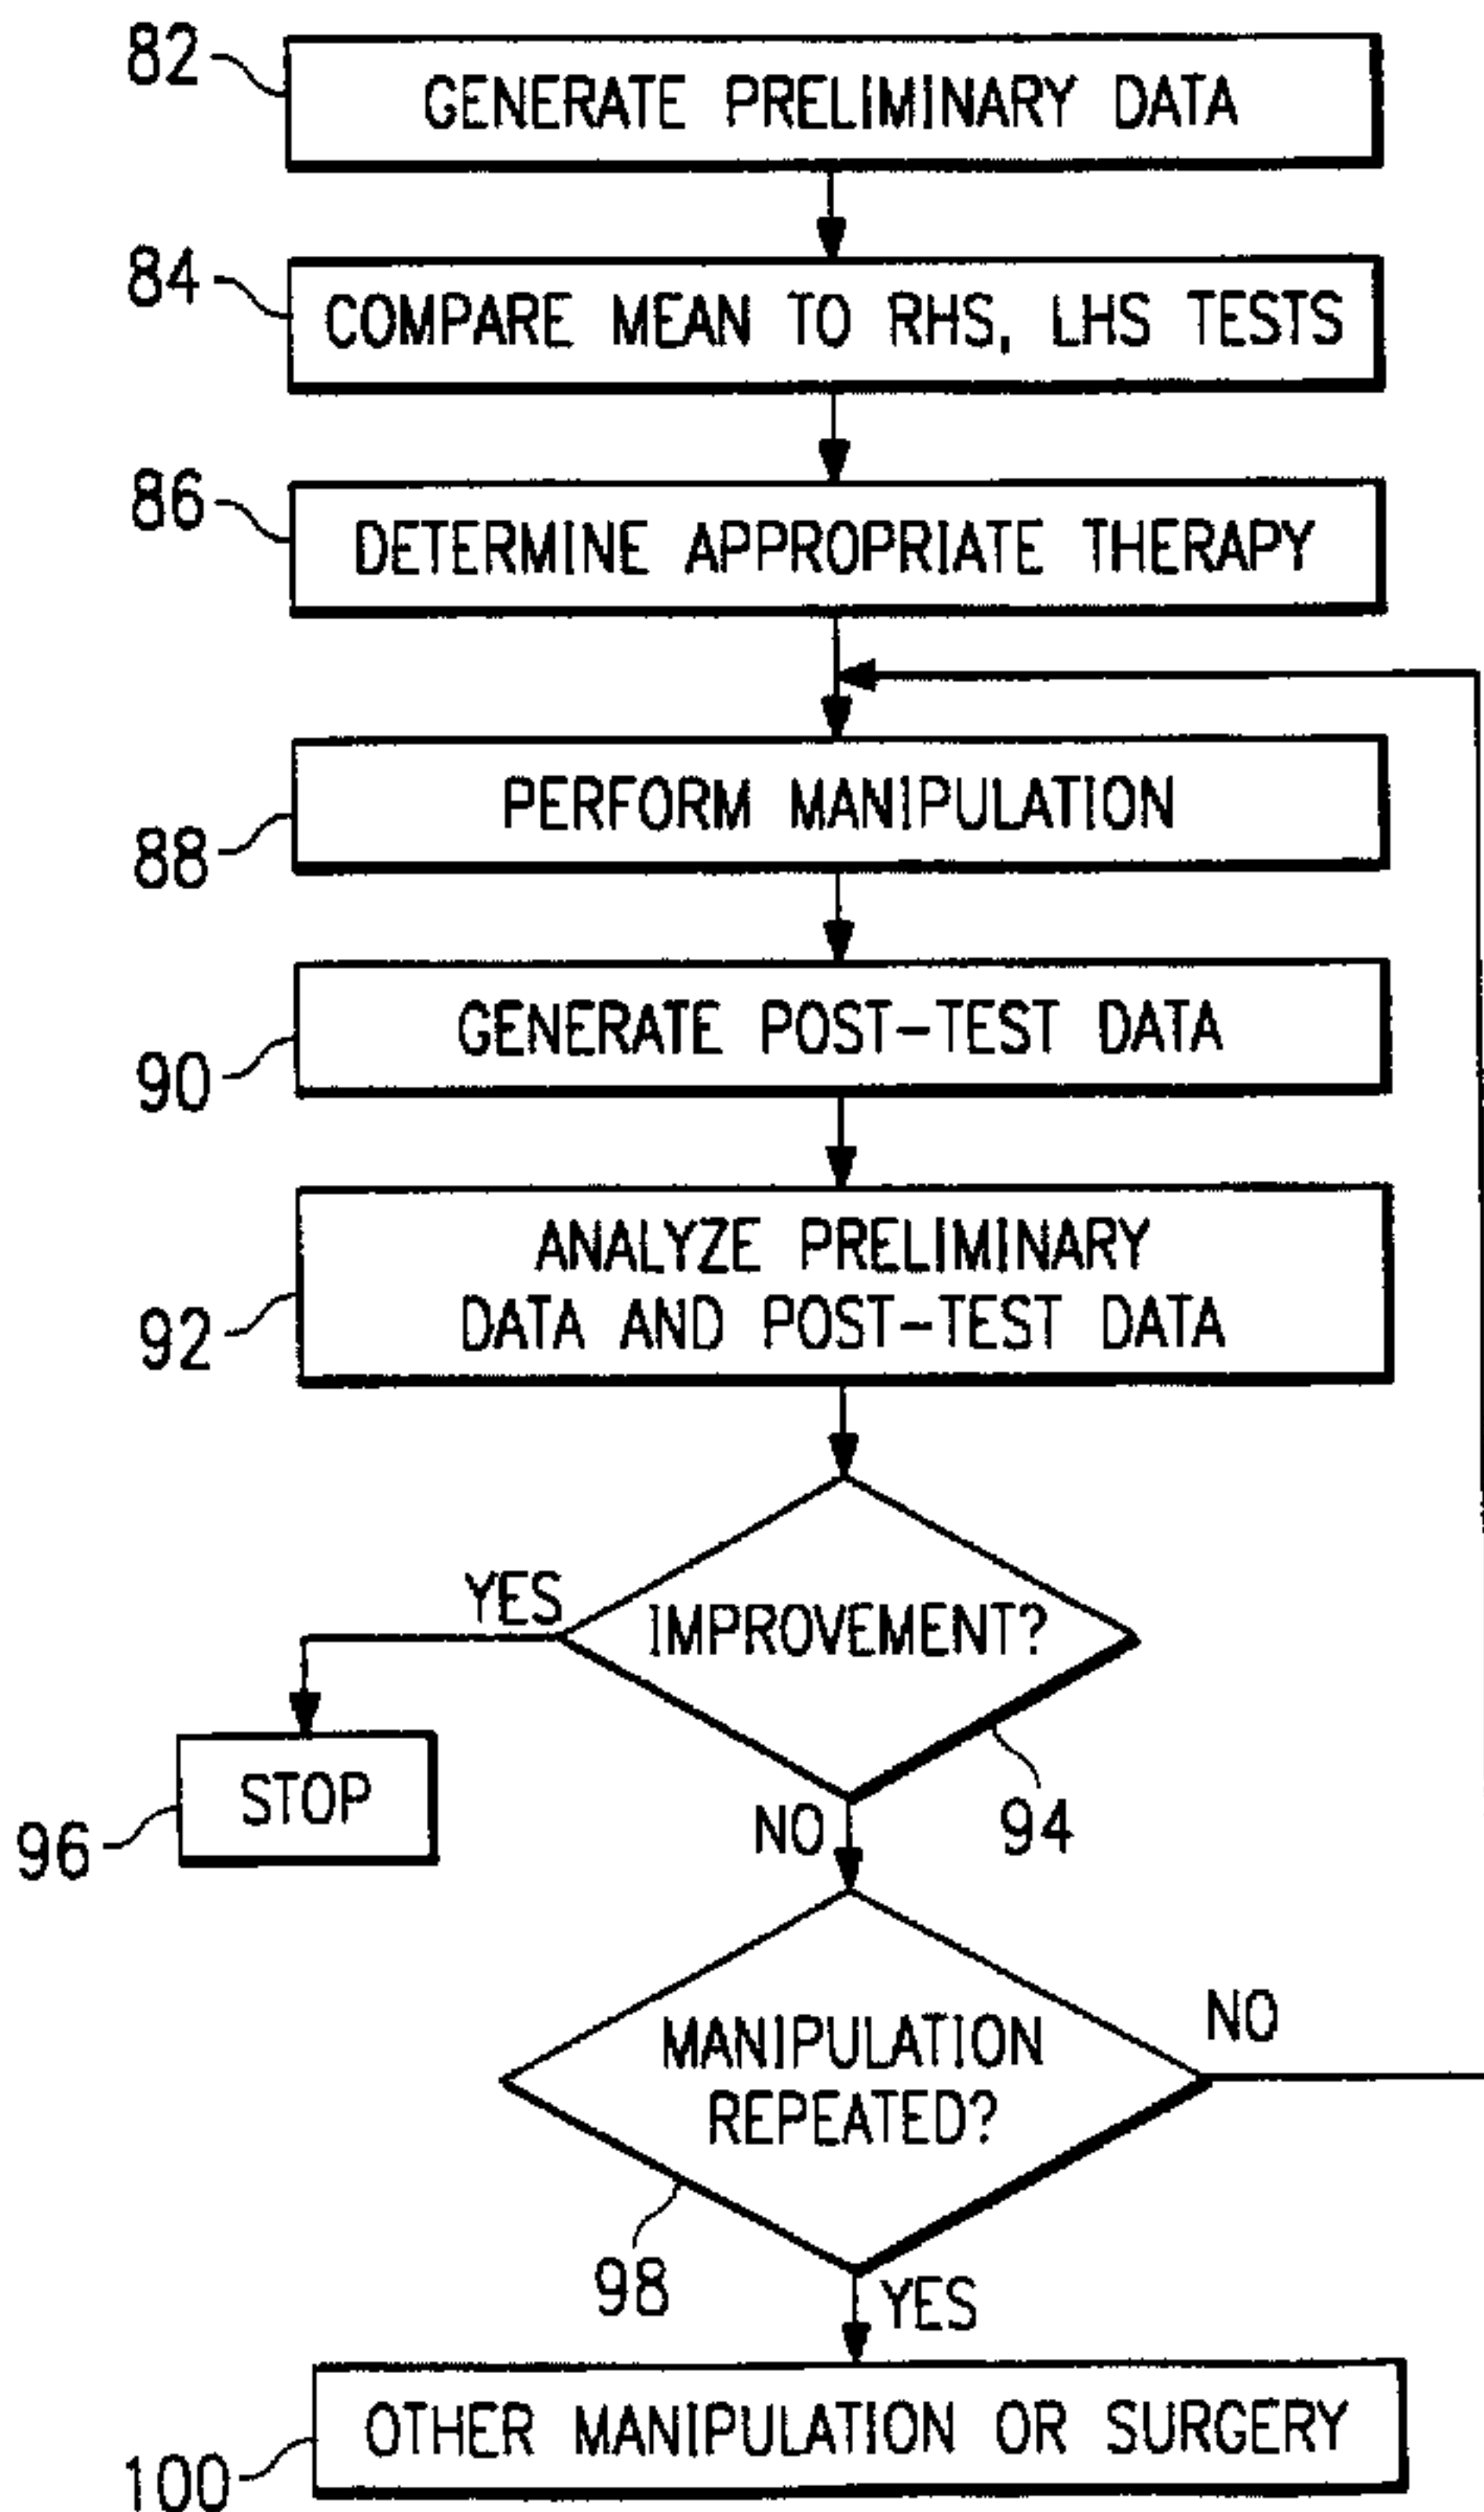 82
GENERATE PRELIMINARY DATA
84
COMPARE MEAN TO RHS, LHS TESTS
86
DETERMINE APPROPRIATE THERAPY
PERFORM MANIPULATION
88
GENERATE POST-TEST DATA
90
ANALYZE PRELIMINARY
DATA AND POST-TEST DATA
92
YES
IMPROVEMENT?
STOP
96
NO
94
NO
MANIPULATION
REPEATED?
98
YES
OTHER MANIPULATION OR SURGERY
100